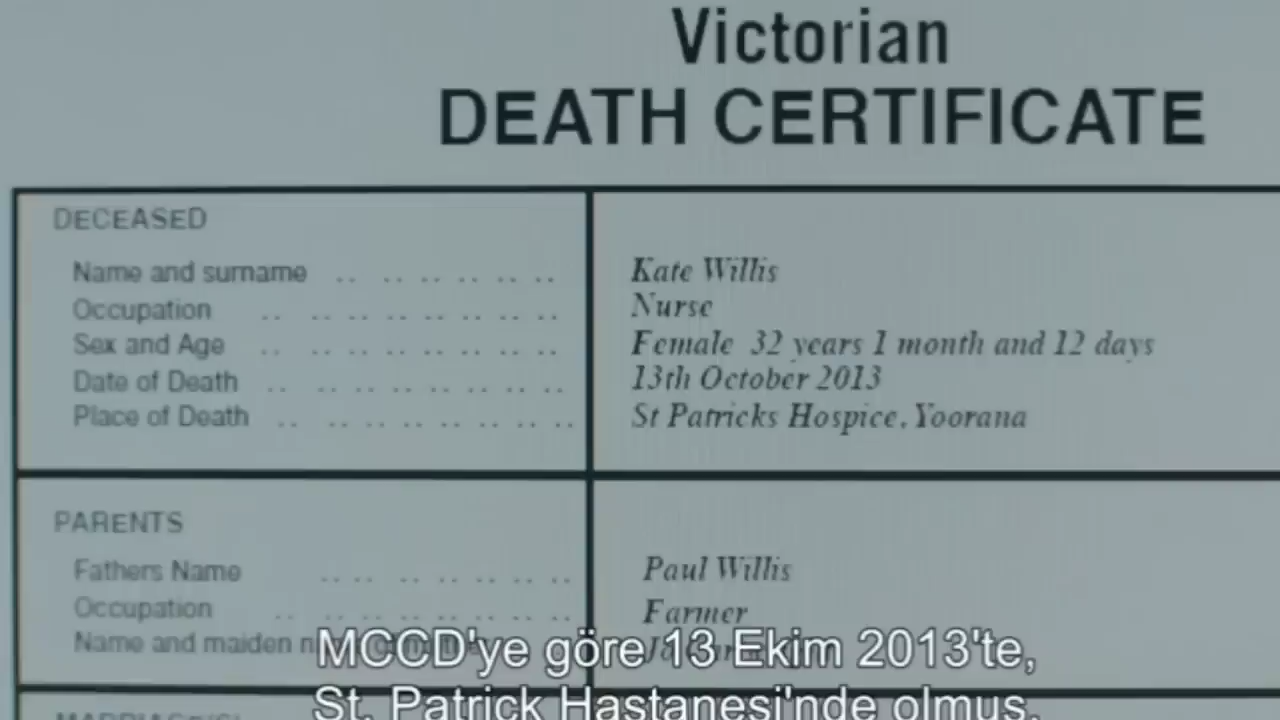 Victorian
DEATH CERTIFICATE
DECEASED
Name and surname .. .. .. .. .. .. Kate Willis
Occupation .. .. .. .. .. .. .. .. Nurse
Sex and Age .. .. .. .. .. .. .. .. Female 32 years 1 month and 12 days
Date of Death .. .. .. .. .. .. .. .. 13th October 2013
Place of Death .. .. .. .. .. .. .. .. St Patricks Hospice, Yoorana
PARENTS
Fathers Name .. .. .. .. .. .. .. Paul Willis
Occupation .. .. .. .. .. .. .. .. Farmer
Name and maiden
MCCD'ye göre 13 Ekim 2013'te,
St. Patrick Hastanesi'nde olmuş.